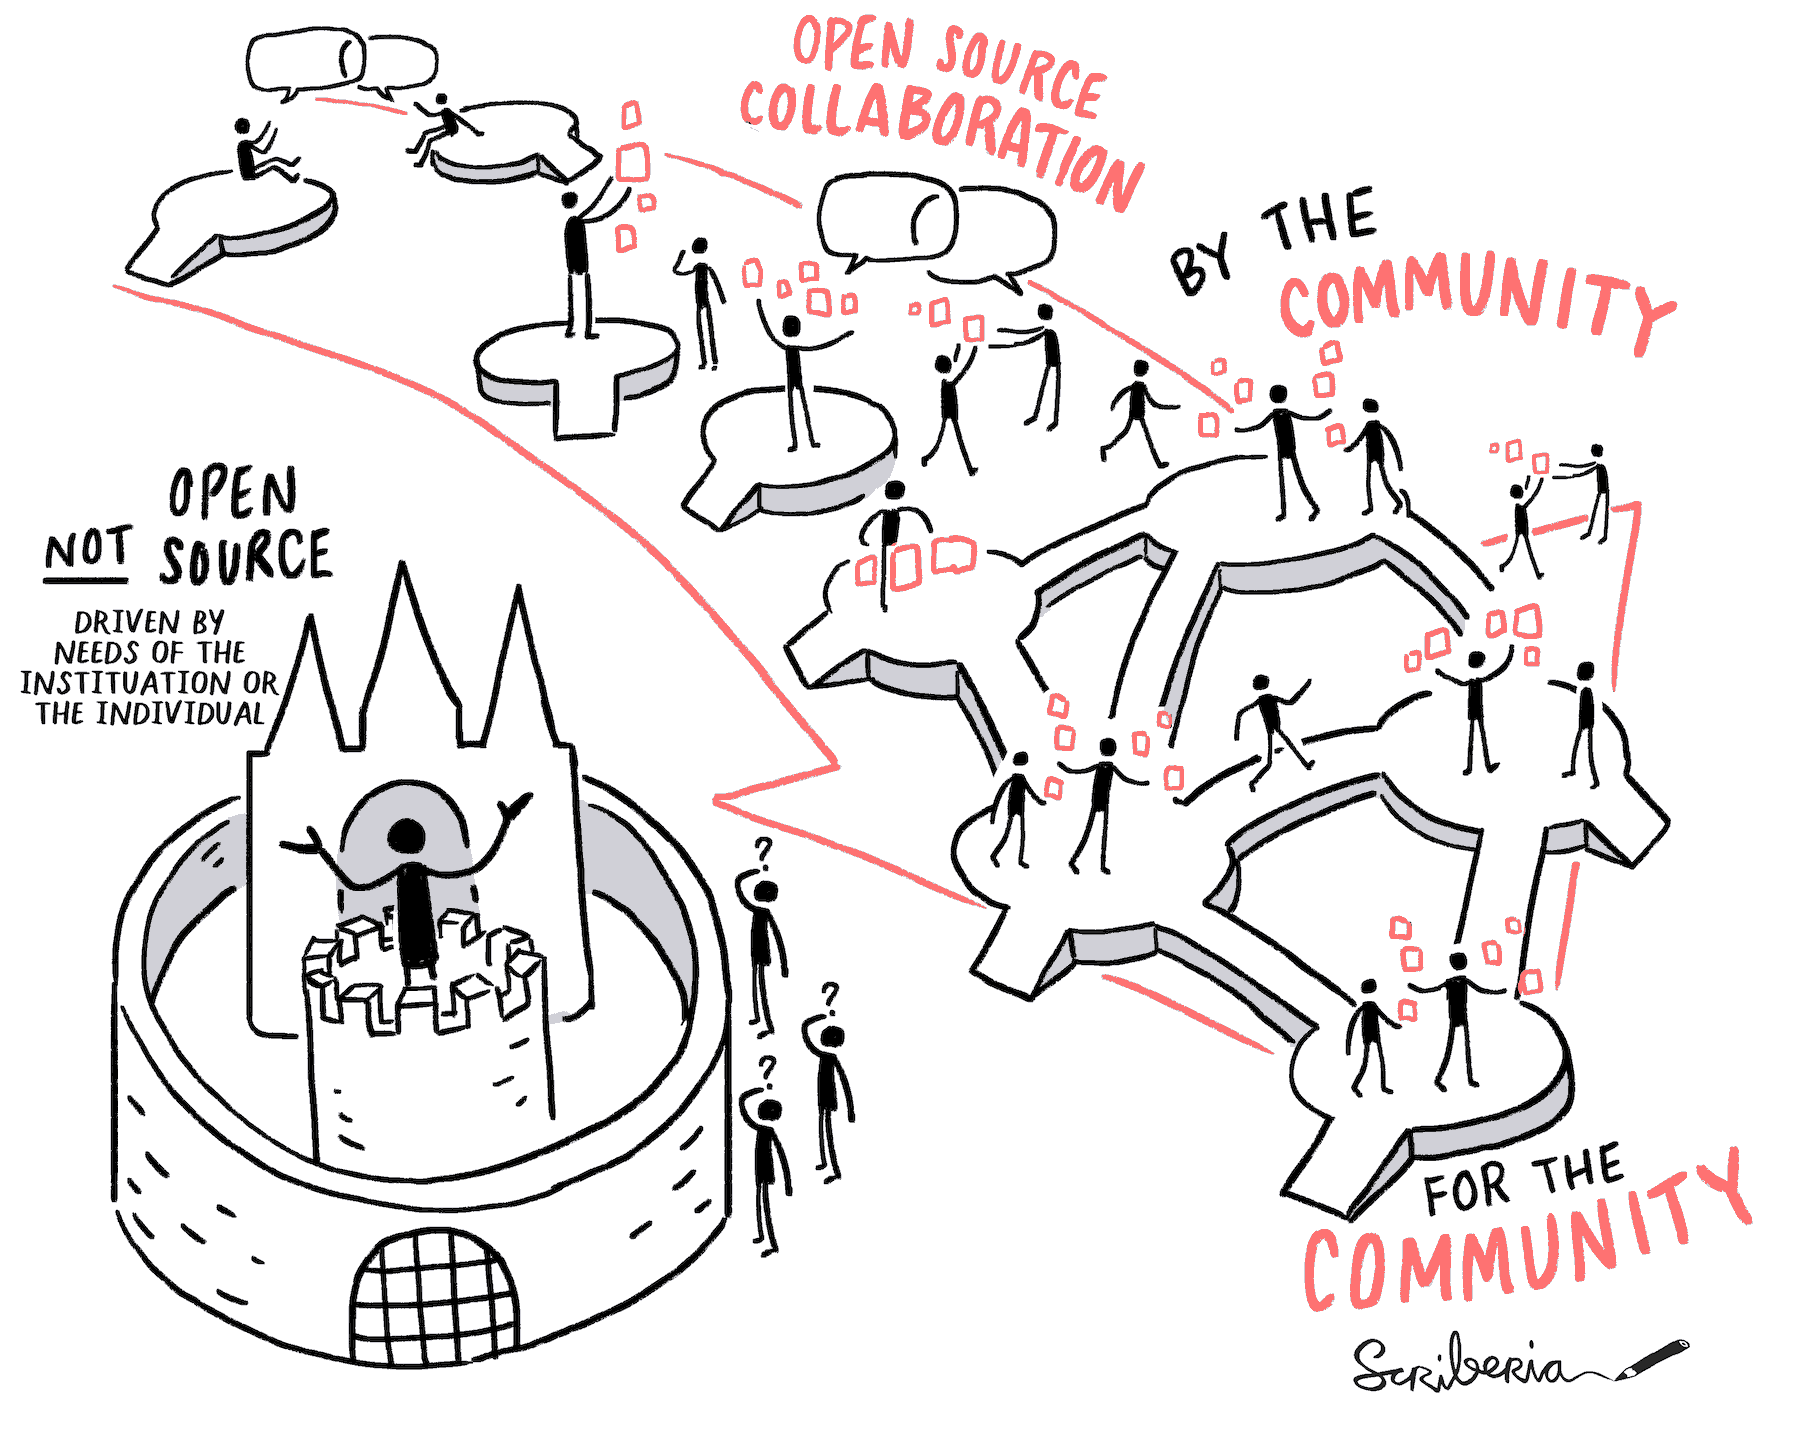 OPEN SOURCE
COLLABORATION
BY THE
COMMUNITY
NOT OPEN
SOURCE
DRIVEN BY
NEEDS OF THE
INSTITUATION OR
THE INDIVIDUAL
?
?
?
FOR THE
COMMUNITY
Scriberia